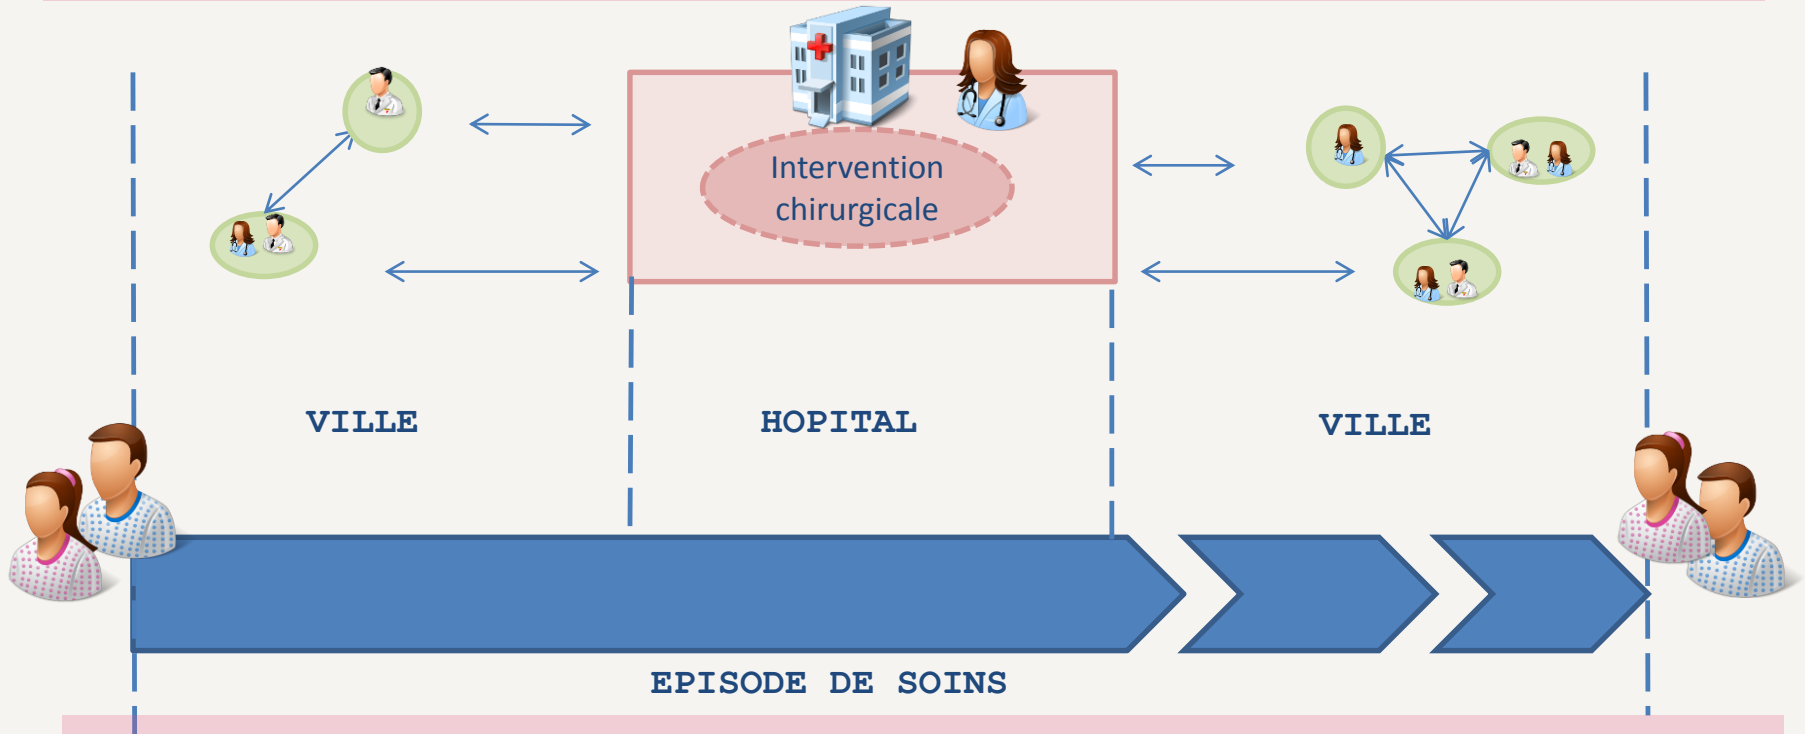 Intervention
chirurgicale
VILLE
HOPITAL
VILLE
EPISODE DE SOINS